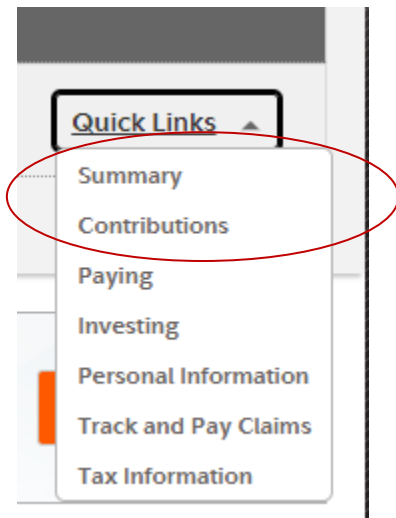 Quick Links
Summary
Contributions
Paying
Investing
Personal Information
Track and Pay Claims
Tax Information